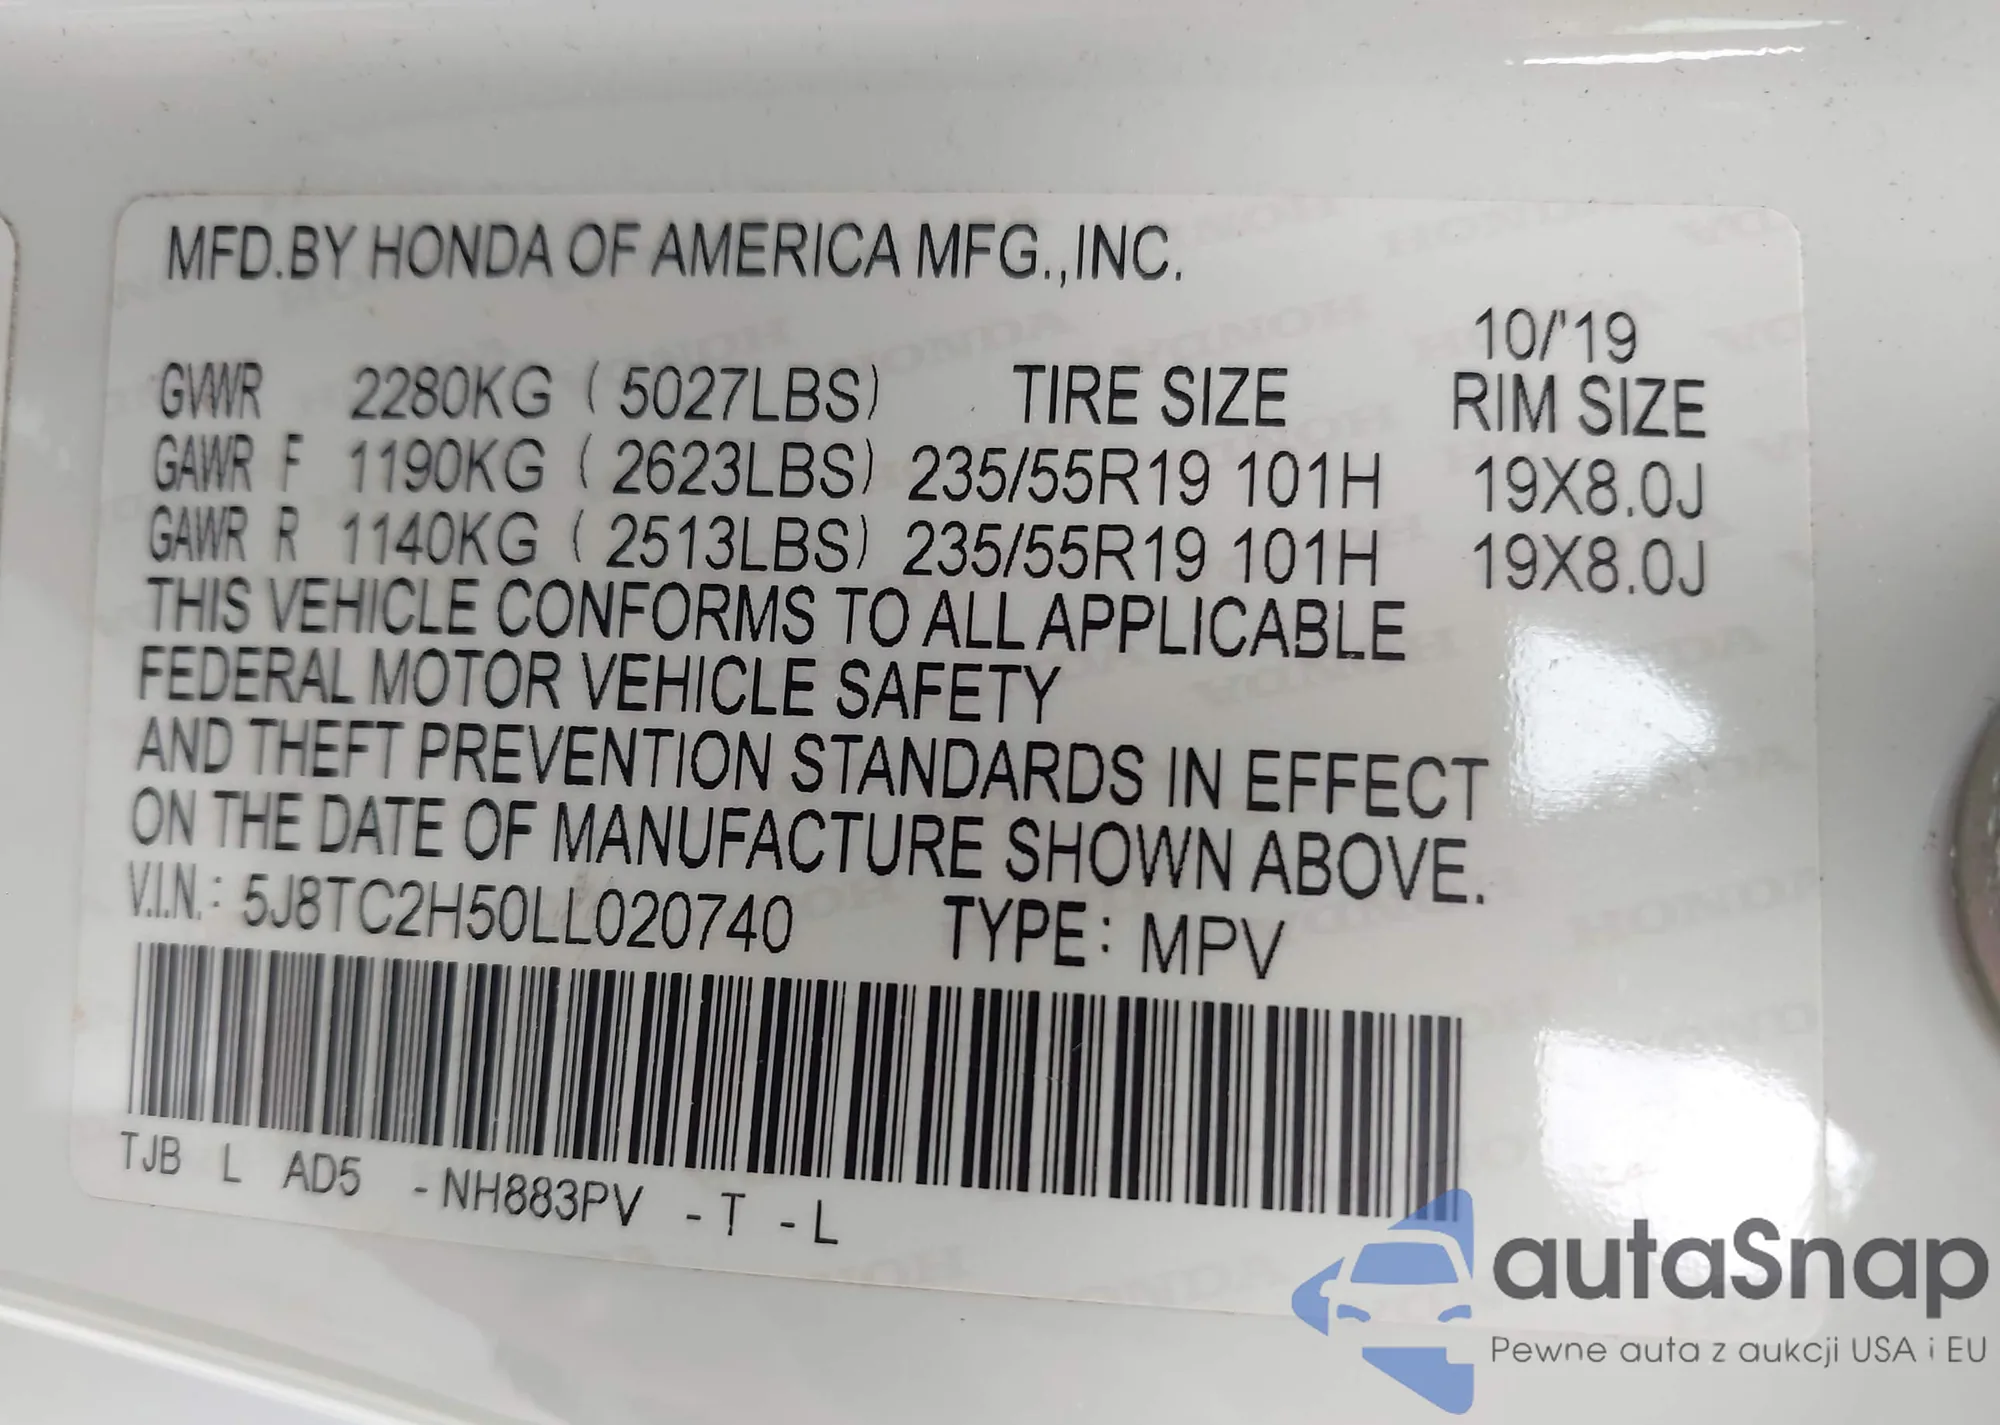 MFD.BY HONDA OF AMERICA MFG.,INC.
10/'19
GVWR 2280KG ( 5027LBS) TIRE SIZE RIM SIZE
GAWR F 1190KG ( 2623LBS) 235/55R19 101H 19X8.0J
GAWR R 1140KG ( 2513LBS) 235/55R19 101H 19X8.0J
THIS VEHICLE CONFORMS TO ALL APPLICABLE
FEDERAL MOTOR VEHICLE SAFETY
AND THEFT PREVENTION STANDARDS IN EFFECT
ON THE DATE OF MANUFACTURE SHOWN ABOVE.
V.I.N.: 5J8TC2H50LL020740 TYPE: MPV
TJB L AD5 -NH883PV -T -L
autaSnap
Pewne auta z aukcji USA i EU